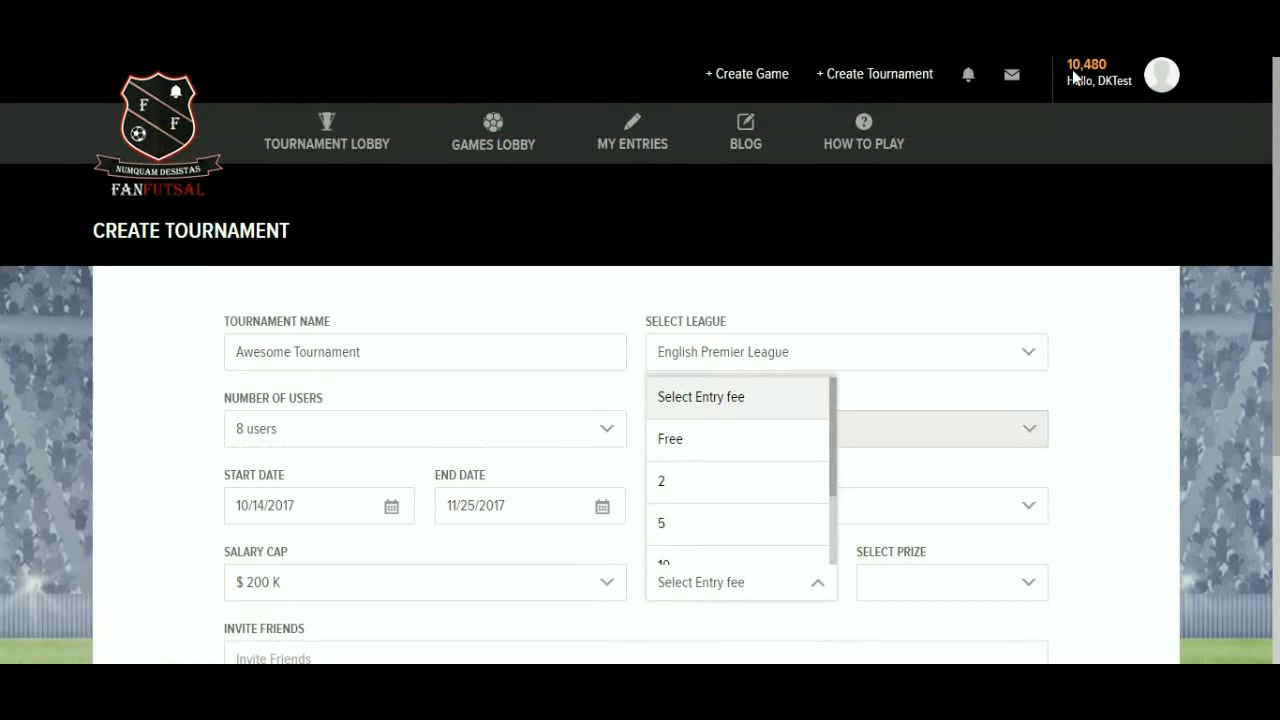 10,480
+ Create Game
+ Create Tournament
Hello, DKTest
F
F
NUMQUAM DESISTAS
FANFUTSAL
TOURNAMENT LOBBY
GAMES LOBBY
MY ENTRIES
BLOG
HOW TO PLAY
CREATE TOURNAMENT
TOURNAMENT NAME
SELECT LEAGUE
Awesome Tournament
English Premier League
NUMBER OF USERS
Select Entry fee
8 users
Free
START DATE
END DATE
2
10/14/2017
11/25/2017
5
SALARY CAP
10
SELECT PRIZE
$ 200 K
Select Entry fee
INVITE FRIENDS
Invite Friends